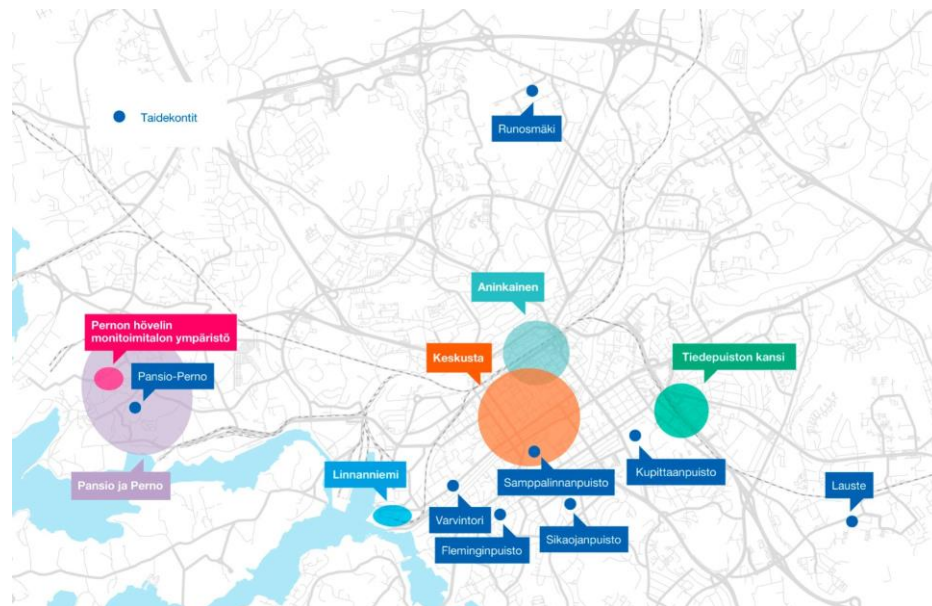 Taidekontit
Runosmäki
Aninkainen
Pernon hövelin
monitoimitalon ympäristö
Keskusta
Tiedepuiston kansi
Pansio-Perno
Pansio ja Perno
Linnanniemi
Samppalinnanpuisto
Kupittaanpuisto
Lauste
Varvintori
Fleminginpuisto
Sikaojanpuisto